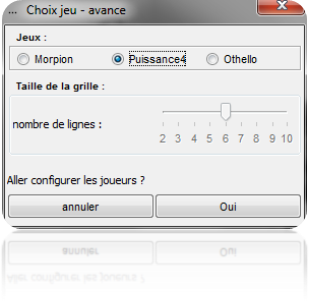 ... Choix jeu - avance
Jeux :
Morpion Puissance4 Othello
Taille de la grille :
nombre de lignes :
2 3 4 5 6 7 8 9 10
Aller configurer les joueurs ?
annuler Oui